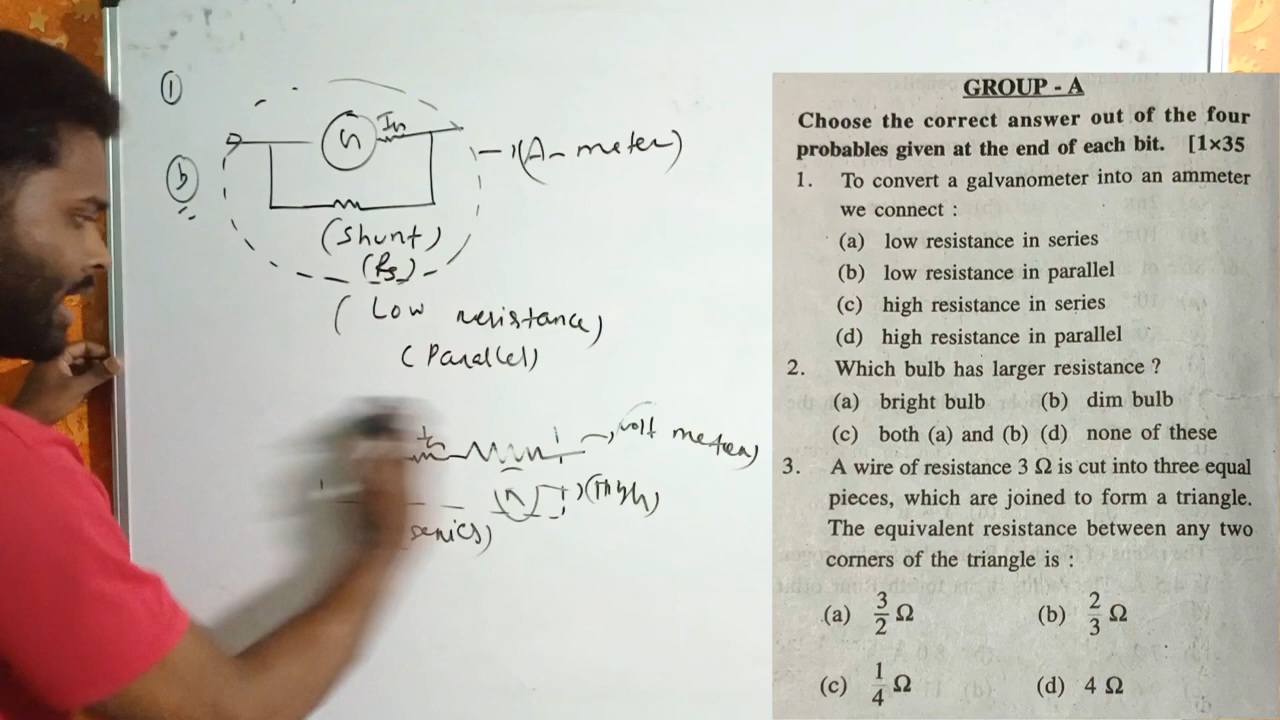 ①
G
(A-meter)
ⓑ
(shunt)
(Rs)
( Low resistance)
(Parallel)
volt meter)
series)
GROUP - A
Choose the correct answer out of the four
probables given at the end of each bit. [1×35
1. To convert a galvanometer into an ammeter
we connect :
(a) low resistance in series
(b) low resistance in parallel
(c) high resistance in series
(d) high resistance in parallel
2. Which bulb has larger resistance ?
(a) bright bulb (b) dim bulb
(c) both (a) and (b) (d) none of these
3. A wire of resistance 3 Ω is cut into three equal
pieces, which are joined to form a triangle.
The equivalent resistance between any two
corners of the triangle is :
(a) 3/2 Ω (b) 2/3 Ω
(c) 1/4 Ω (d) 4 Ω